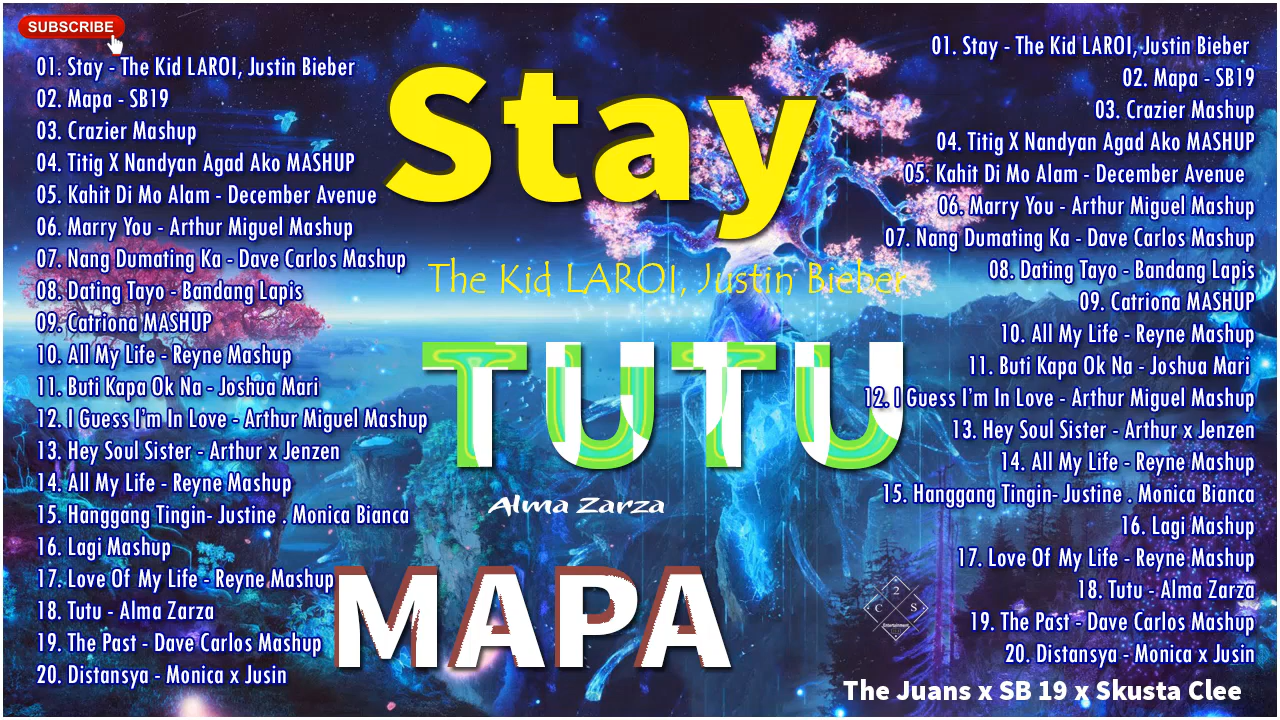 SUBSCRIBE
01. Stay - The Kid LAROI, Justin Bieber
02. Mapa - SB19
03. Crazier Mashup
04. Titig X Nandyan Agad Ako MASHUP
05. Kahit Di Mo Alam - December Avenue
06. Marry You - Arthur Miguel Mashup
07. Nang Dumating Ka - Dave Carlos Mashup
08. Dating Tayo - Bandang Lapis
09. Catriona MASHUP
10. All My Life - Reyne Mashup
11. Buti Kapa Ok Na - Joshua Mari
12. I Guess I'm In Love - Arthur Miguel Mashup
13. Hey Soul Sister - Arthur x Jenzen
14. All My Life - Reyne Mashup
15. Hanggang Tingin- Justine . Monica Bianca
16. Lagi Mashup
17. Love Of My Life - Reyne Mashup
18. Tutu - Alma Zarza
19. The Past - Dave Carlos Mashup
20. Distansya - Monica x Jusin
Stay
The Kid LAROI, Justin Bieber
TUTU
Alma Zarza
MAPA
01. Stay - The Kid LAROI, Justin Bieber
02. Mapa - SB19
03. Crazier Mashup
04. Titig X Nandyan Agad Ako MASHUP
05. Kahit Di Mo Alam - December Avenue
06. Marry You - Arthur Miguel Mashup
07. Nang Dumating Ka - Dave Carlos Mashup
08. Dating Tayo - Bandang Lapis
09. Catriona MASHUP
10. All My Life - Reyne Mashup
11. Buti Kapa Ok Na - Joshua Mari
12. I Guess I'm In Love - Arthur Miguel Mashup
13. Hey Soul Sister - Arthur x Jenzen
14. All My Life - Reyne Mashup
15. Hanggang Tingin- Justine . Monica Bianca
16. Lagi Mashup
17. Love Of My Life - Reyne Mashup
18. Tutu - Alma Zarza
19. The Past - Dave Carlos Mashup
20. Distansya - Monica x Jusin
2
C S
Entertainment
The Juans x SB 19 x Skusta Clee